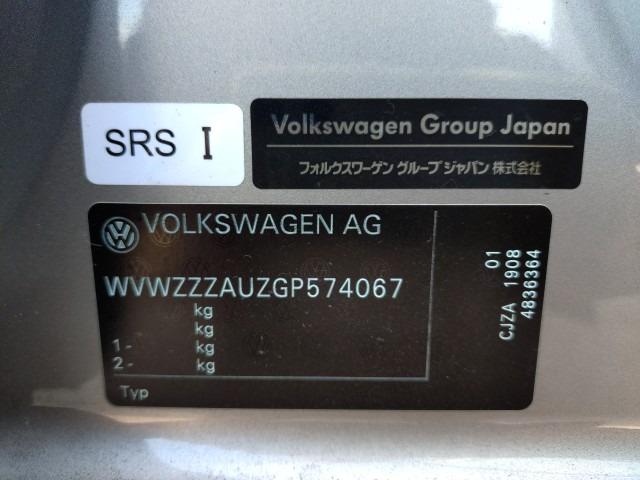 SRS I
Volkswagen Group Japan
フォルクスワーゲン グループ ジャパン 株式会社
VOLKSWAGEN AG
WVWZZZAUZGP574067
kg
kg
1- kg
2- kg
Typ
01
CJZA 1908
4836364